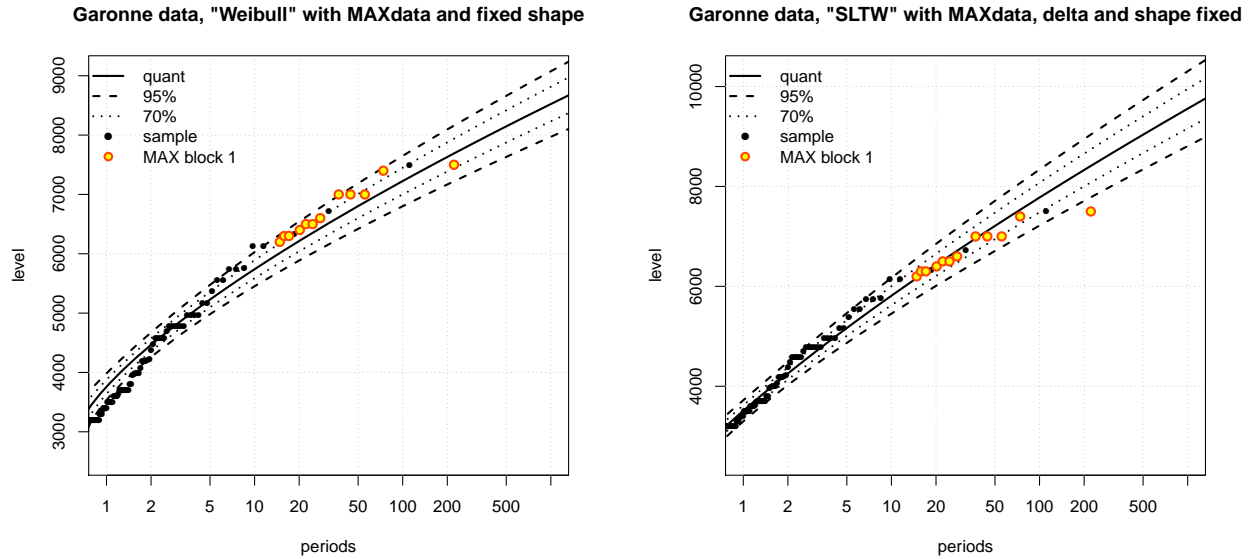 Garonne data, "Weibull" with MAXdata and fixed shape
level
3000
4000
5000
6000
7000
8000
9000
quant
95%
70%
sample
MAX block 1
1 2 5 10 20 50 100 200 500
periods
Garonne data, "SLTW" with MAXdata, delta and shape fixed
level
4000
6000
8000
10000
quant
95%
70%
sample
MAX block 1
1 2 5 10 20 50 100 200 500
periods